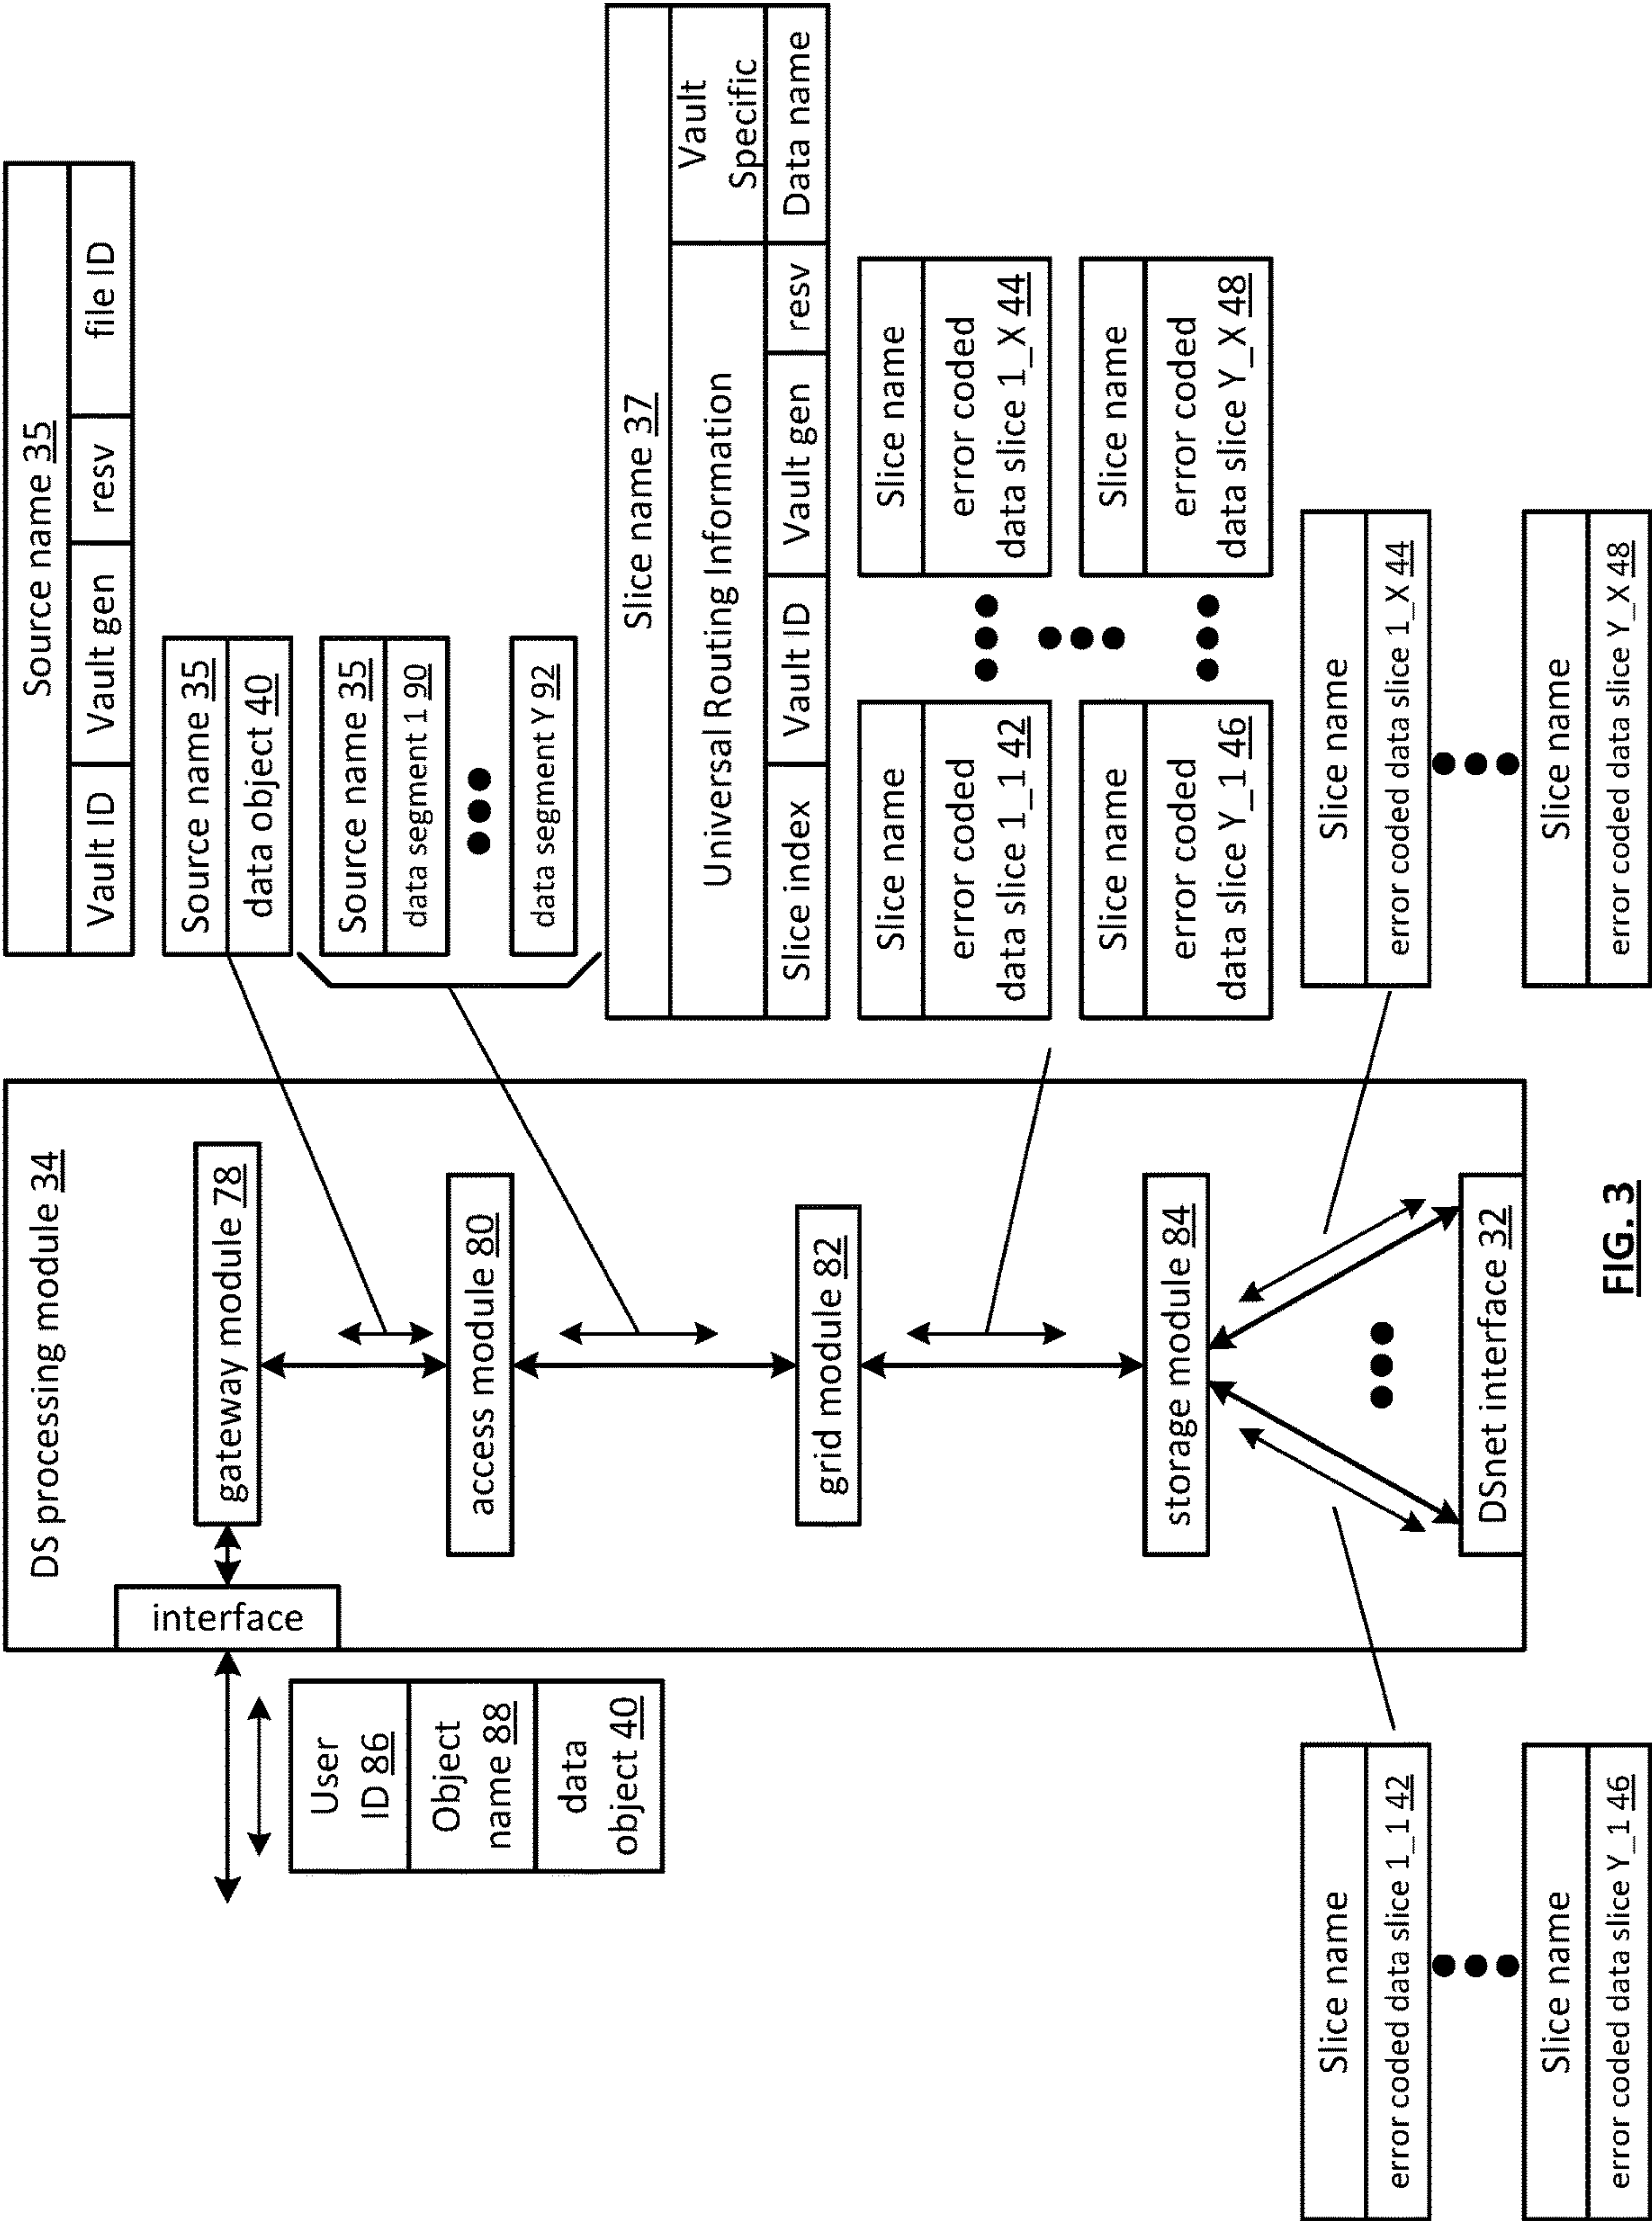 DS processing module 34
interface
gateway module 78
access module 80
grid module 82
storage module 84
DSnet interface 32
User
ID 86
Object
name 88
data
object 40
Source name 35
Vault ID
Vault gen
resv
file ID
Source name 35
data object 40
Source name 35
data segment 1 90
data segment Y 92
Slice name 37
Universal Routing Information
Vault
Specific
Slice index
Vault ID
Vault gen
resv
Data name
Slice name
error coded
data slice 1_1 42
Slice name
error coded
data slice 1_X 44
Slice name
error coded
data slice Y_1 46
Slice name
error coded
data slice Y_X 48
Slice name
error coded data slice 1_1 42
Slice name
error coded data slice Y_1 46
Slice name
error coded data slice 1_X 44
Slice name
error coded data slice Y_X 48
FIG. 3